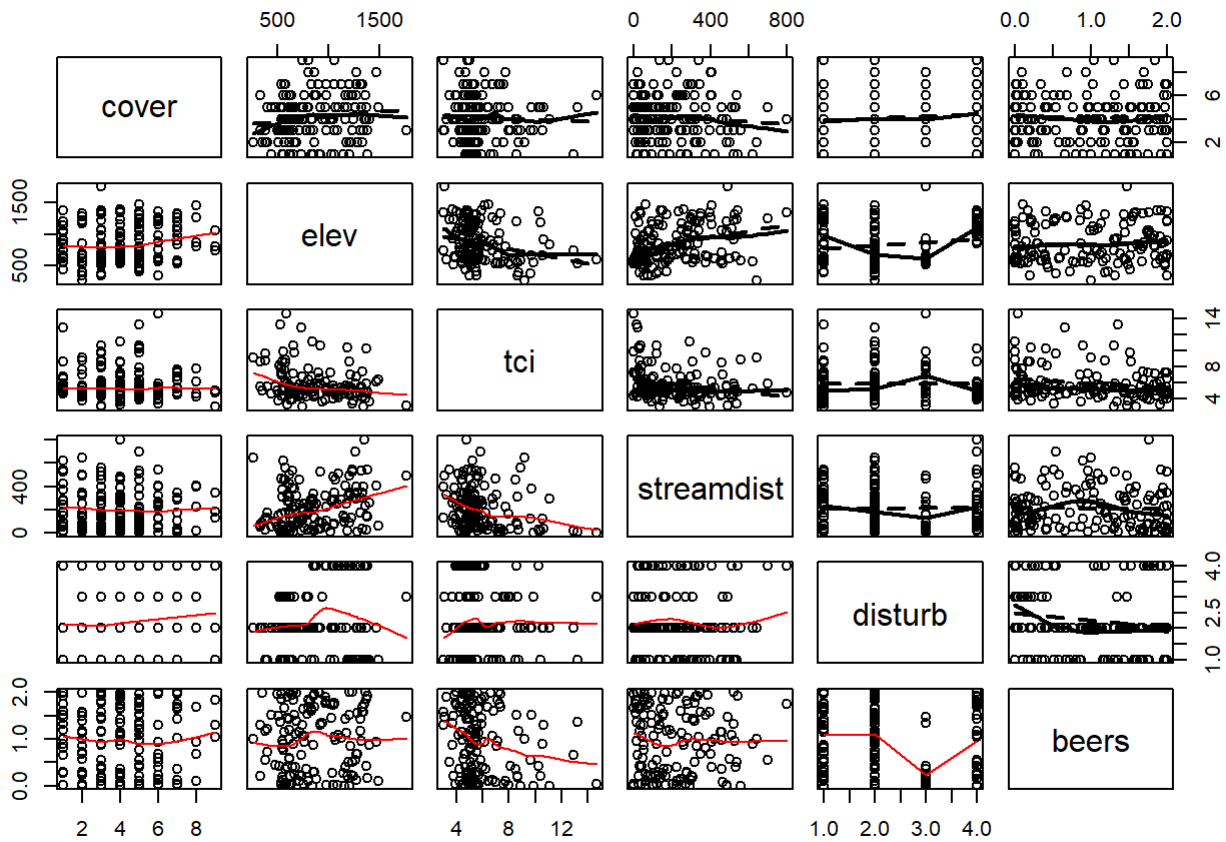 500 1500 0 400 800 0.0 1.0 2.0
cover 2 6
500 1500 elev
tci 4 8 14
0 400 streamdist
disturb 1.0 2.5 4.0
0.0 1.0 2.0 beers
2 4 6 8 4 8 12 1.0 2.0 3.0 4.0